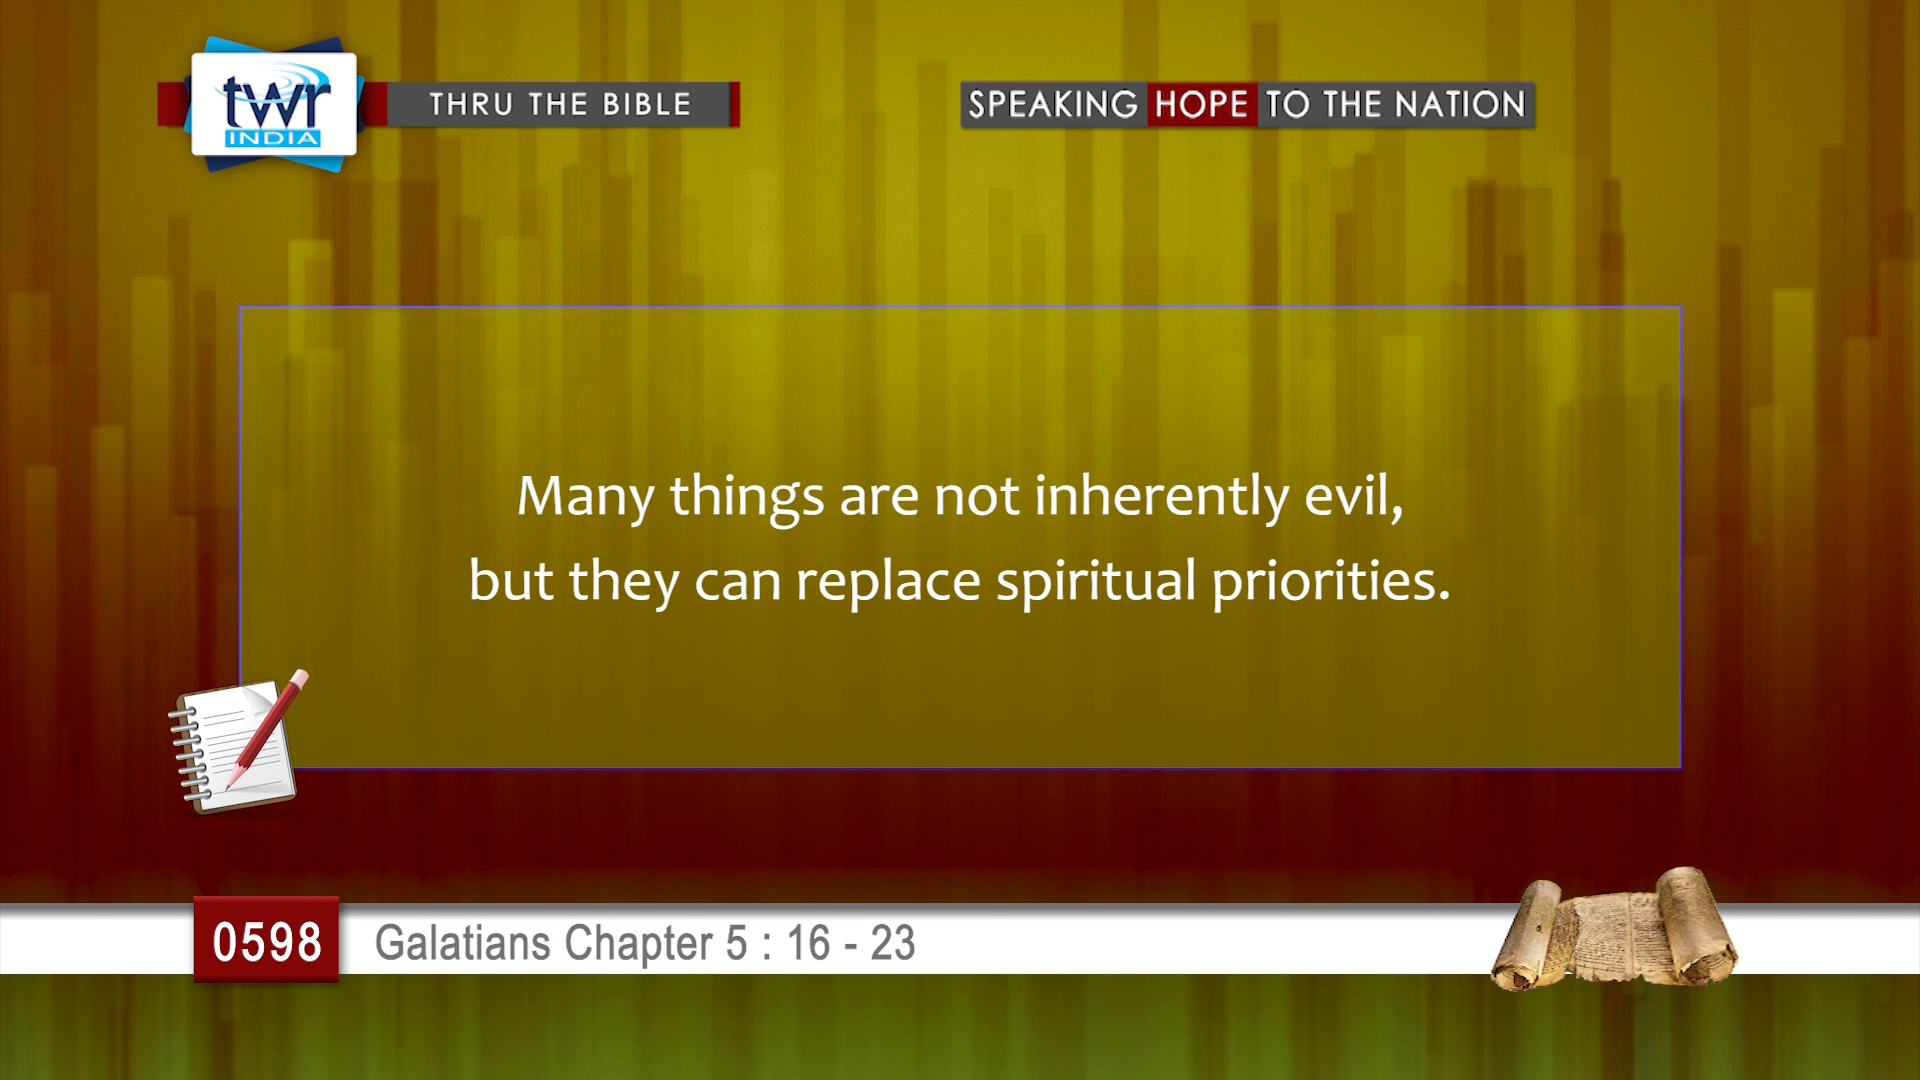 twr
INDIA
THRU THE BIBLE
SPEAKING HOPE TO THE NATION
Many things are not inherently evil,
but they can replace spiritual priorities.
0598
Galatians Chapter 5 : 16 - 23